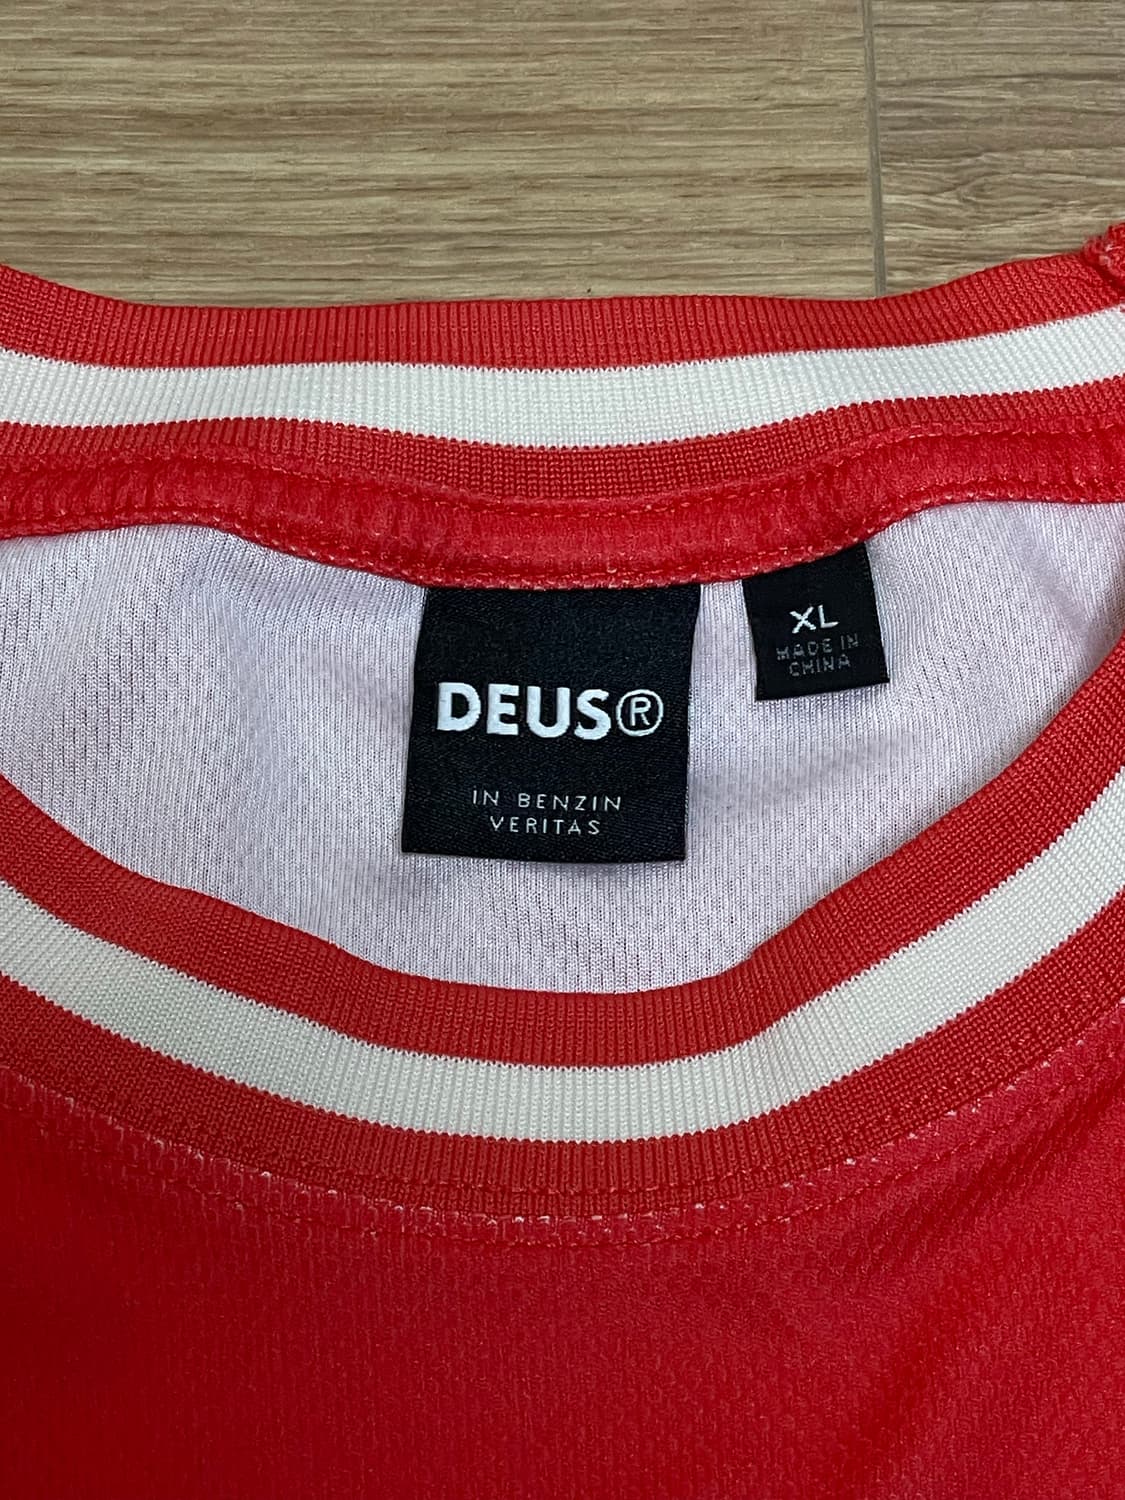 DEUS®
IN BENZIN
VERITAS
XL
MADE IN
CHINA